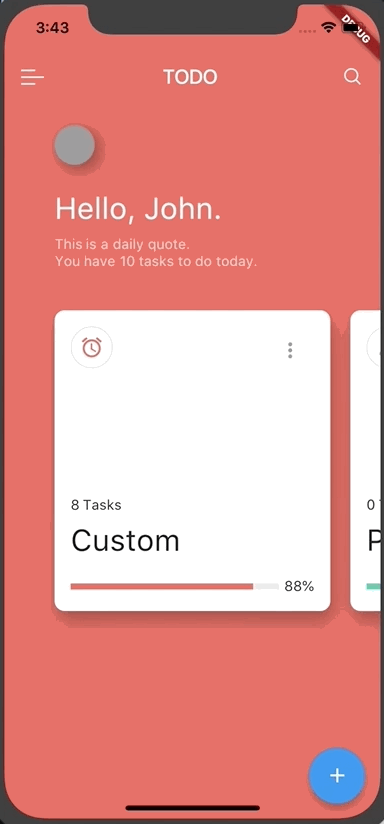 3:43
DEBUG
TODO
Hello, John.
This is a daily quote.
You have 10 tasks to do today.
8 Tasks
0
Custom
P
88%